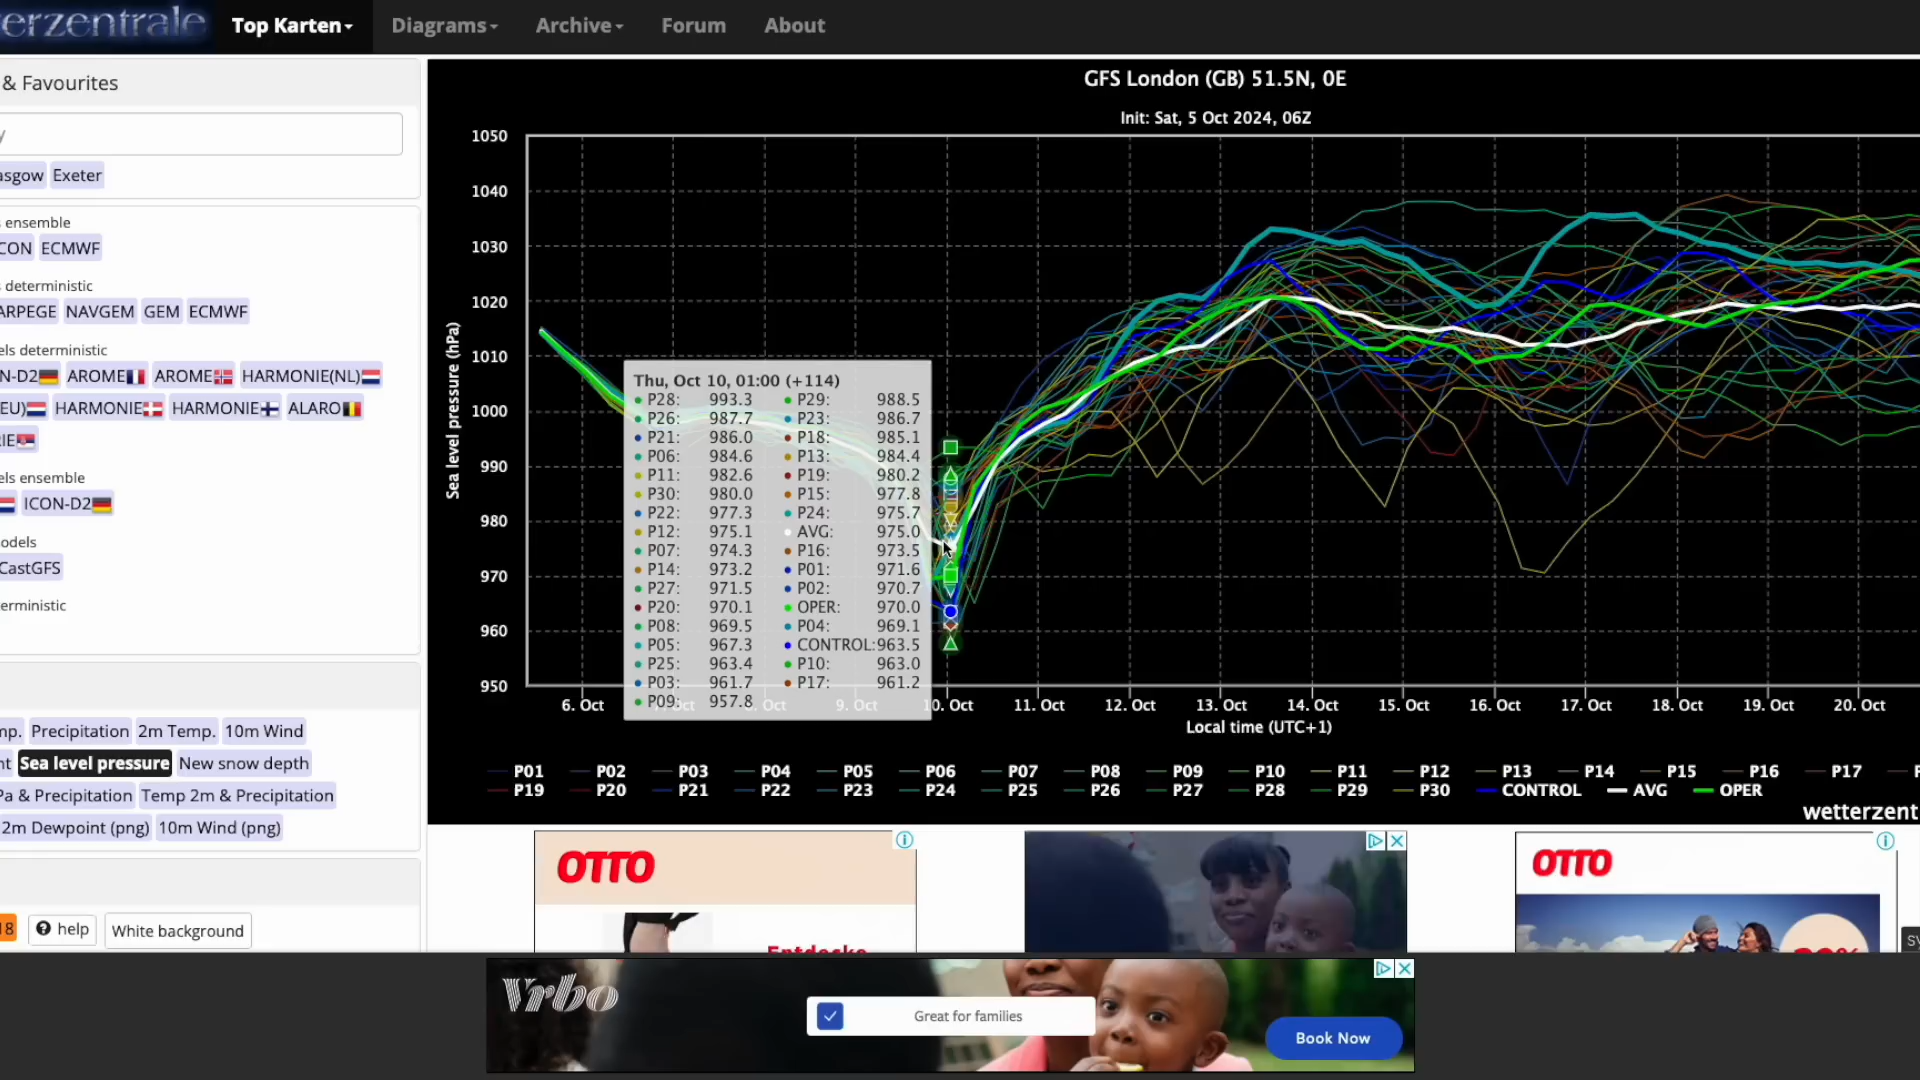 terzentrale
Top Karten
Diagrams
Archive
Forum
About
& Favourites
y
asgow
Exeter
s ensemble
CON
ECMWF
s deterministic
ARPEGE
NAVGEM
GEM
ECMWF
els deterministic
N-D2
AROME
AROME
HARMONIE(NL)
EU)
HARMONIE
HARMONIE
ALARO
RIE
els ensemble
ICON-D2
odels
CastGFS
erministic
mp.
Precipitation
2m Temp.
10m Wind
nt
Sea level pressure
New snow depth
Pa & Precipitation
Temp 2m & Precipitation
2m Dewpoint (png)
10m Wind (png)
18
help
White background
GFS London (GB) 51.5N, 0E
Init: Sat, 5 Oct 2024, 06Z
Sea level pressure (hPa)
1050
1040
1030
1020
1010
1000
990
980
970
960
950
Thu, Oct 10, 01:00 (+114)
P28: 993.3 P29: 988.5
P26: 987.7 P23: 986.7
P21: 986.0 P18: 985.1
P06: 984.6 P13: 984.4
P11: 982.6 P19: 980.2
P30: 980.0 P15: 977.8
P22: 977.3 P24: 975.7
P12: 975.1 AVG: 975.0
P07: 974.3 P16: 973.5
P14: 973.2 P01: 971.6
P27: 971.5 P02: 970.7
P20: 970.1 OPER: 970.0
P08: 969.5 P04: 969.1
P05: 967.3 CONTROL: 963.5
P25: 963.4 P10: 963.0
P03: 961.7 P17: 961.2
P09: 957.8
6. Oct 7. Oct 8. Oct 9. Oct 10. Oct 11. Oct 12. Oct 13. Oct 14. Oct 15. Oct 16. Oct 17. Oct 18. Oct 19. Oct 20. Oct
Local time (UTC+1)
P01 P02 P03 P04 P05 P06 P07 P08 P09 P10 P11 P12 P13 P14 P15 P16 P17 P
P19 P20 P21 P22 P23 P24 P25 P26 P27 P28 P29 P30 CONTROL AVG OPER
wetterzent
OTTO
Entdecke
OTTO
Vrbo
Great for families
Book Now